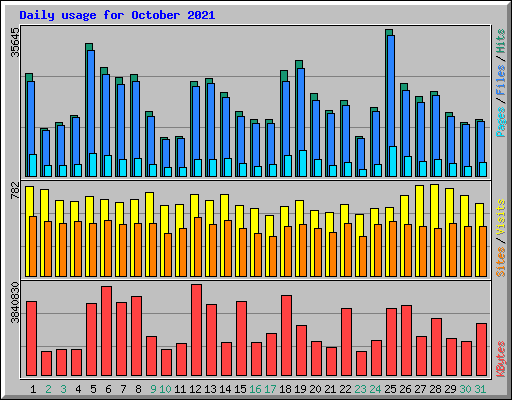 Daily usage for October 2021
35645
Pages / Files / Hits
782
Sites / Visits
3840830
KBytes
1 2 3 4 5 6 7 8 9 10 11 12 13 14 15 16 17 18 19 20 21 22 23 24 25 26 27 28 29 30 31